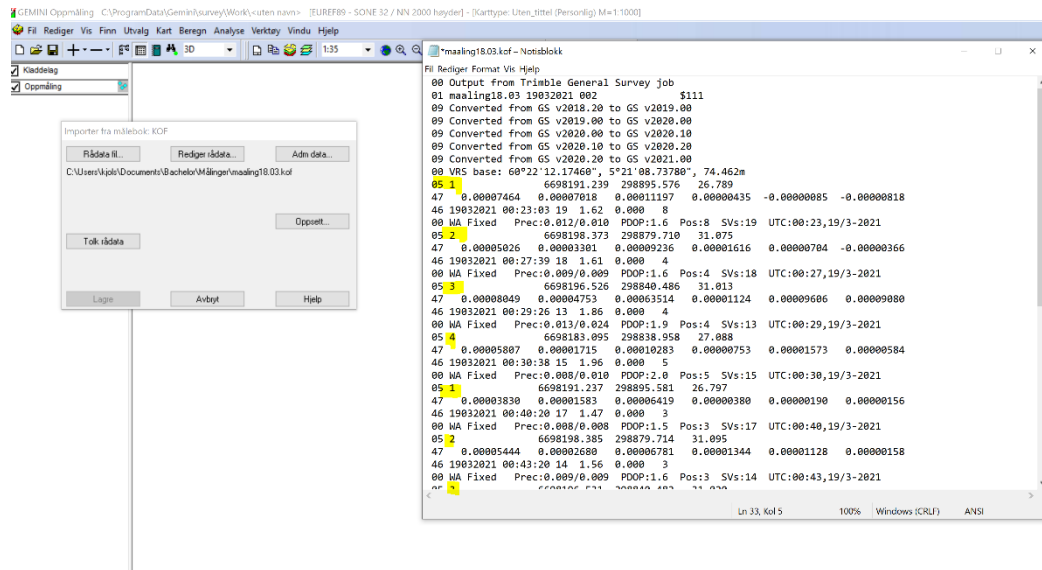 GEMINI Oppmåling C:\ProgramData\Gemini\survey\Work\<uten navn> [EUREF89 - SONE 32 / NN 2000 høyder] - [Karttype: Uten_tittel (Personlig) M=1:1000]
Fil Rediger Vis Finn Utvalg Kart Beregn Analyse Verktøy Vindu Hjelp
3D
1:35
Kladdelag
Oppmåling
Importer fra målebok: KOF
Rådata fil... Rediger rådata... Adm data...
C:\Users\kjols\Documents\Bachelor\Målinger\maaling18.03.kof
Oppsett...
Tolk rådata
Lagre Avbryt Hjelp
*maaling18.03.kof – Notisblokk
Fil Rediger Format Vis Hjelp
00 Output from Trimble General Survey job
01 maaling18.03 19032021 002 $111
09 Converted from GS v2018.20 to GS v2019.00
09 Converted from GS v2019.00 to GS v2020.00
09 Converted from GS v2020.00 to GS v2020.10
09 Converted from GS v2020.10 to GS v2020.20
09 Converted from GS v2020.20 to GS v2021.00
00 VRS base: 60°22'12.17460", 5°21'08.73780", 74.462m
05 1 6698191.239 298895.576 26.789
47 0.00007464 0.00007018 0.00011197 0.00000435 -0.00000085 -0.00000818
46 19032021 00:23:03 19 1.62 0.000 8
00 WA Fixed Prec:0.012/0.010 PDOP:1.6 Pos:8 SVs:19 UTC:00:23,19/3-2021
05 2 6698198.373 298879.710 31.075
47 0.00005026 0.00003301 0.00009236 0.00001616 0.00000704 -0.00000366
46 19032021 00:27:39 18 1.61 0.000 4
00 WA Fixed Prec:0.009/0.009 PDOP:1.6 Pos:4 SVs:18 UTC:00:27,19/3-2021
05 3 6698196.526 298840.486 31.013
47 0.00008049 0.00004753 0.00063514 0.00001124 0.00009606 0.00009080
46 19032021 00:29:26 13 1.86 0.000 4
00 WA Fixed Prec:0.013/0.024 PDOP:1.9 Pos:4 SVs:13 UTC:00:29,19/3-2021
05 4 6698183.095 298838.958 27.088
47 0.00005807 0.00001715 0.00010283 0.00000753 0.00001573 0.00000584
46 19032021 00:30:38 15 1.96 0.000 5
00 WA Fixed Prec:0.008/0.010 PDOP:2.0 Pos:5 SVs:15 UTC:00:30,19/3-2021
05 1 6698191.237 298895.581 26.797
47 0.00003830 0.00001583 0.00006419 0.00000380 0.00000190 0.00000156
46 19032021 00:40:20 17 1.47 0.000 3
00 WA Fixed Prec:0.008/0.008 PDOP:1.5 Pos:3 SVs:17 UTC:00:40,19/3-2021
05 2 6698198.385 298879.714 31.095
47 0.00005444 0.00002680 0.00006781 0.00001344 0.00001128 0.00000158
46 19032021 00:43:20 14 1.56 0.000 3
00 WA Fixed Prec:0.009/0.009 PDOP:1.6 Pos:3 SVs:14 UTC:00:43,19/3-2021
Ln 33, Kol 5 100% Windows (CRLF) ANSI